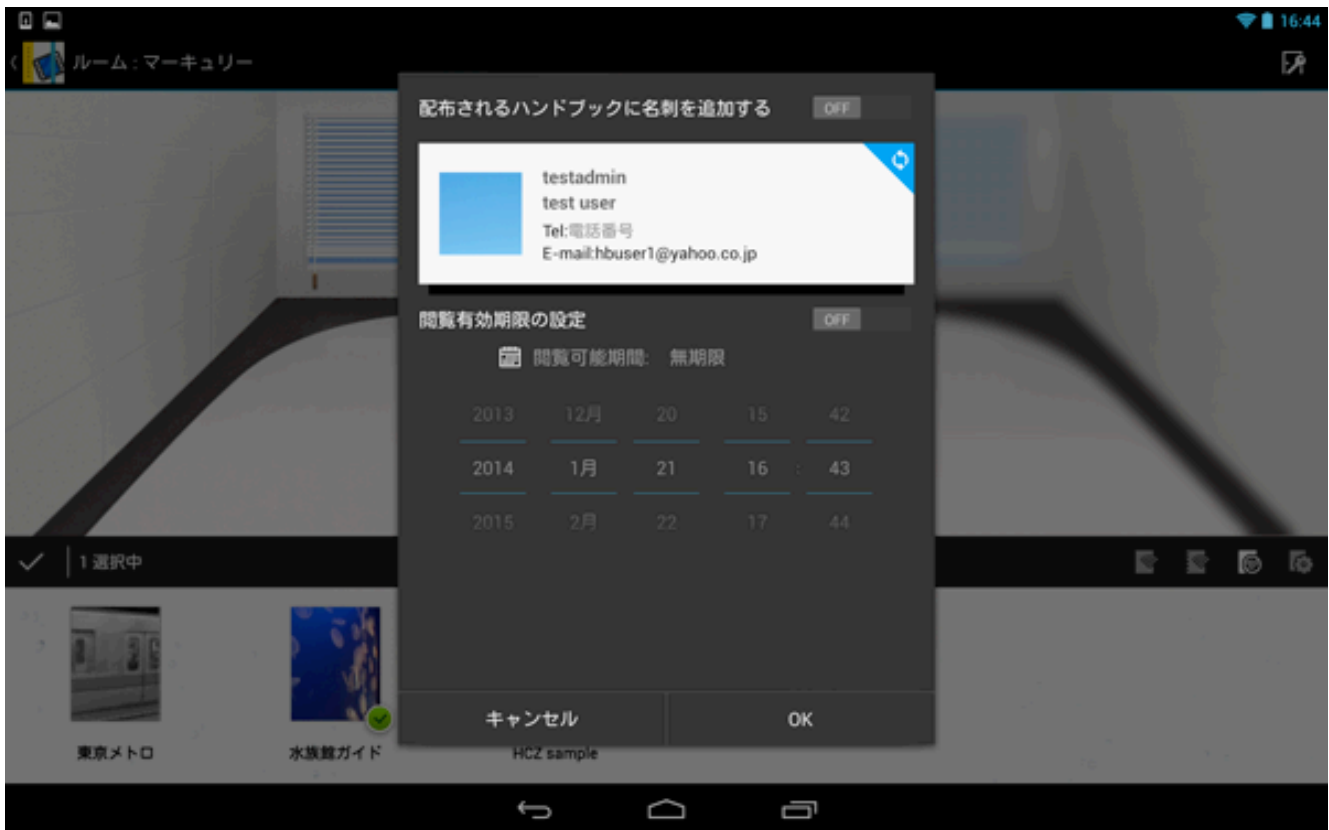 16:44
ルーム : マーキュリー
配布されるハンドブックに名刺を追加する OFF
testadmin
test user
Tel:電話番号
E-mail:hbuser1@yahoo.co.jp
閲覧有効期限の設定 OFF
閲覧可能期間: 無期限
2013 12月 20 15 42
2014 1月 21 16 : 43
2015 2月 22 17 44
1 選択中
キャンセル OK
東京メトロ 水族館ガイド HCZ sample